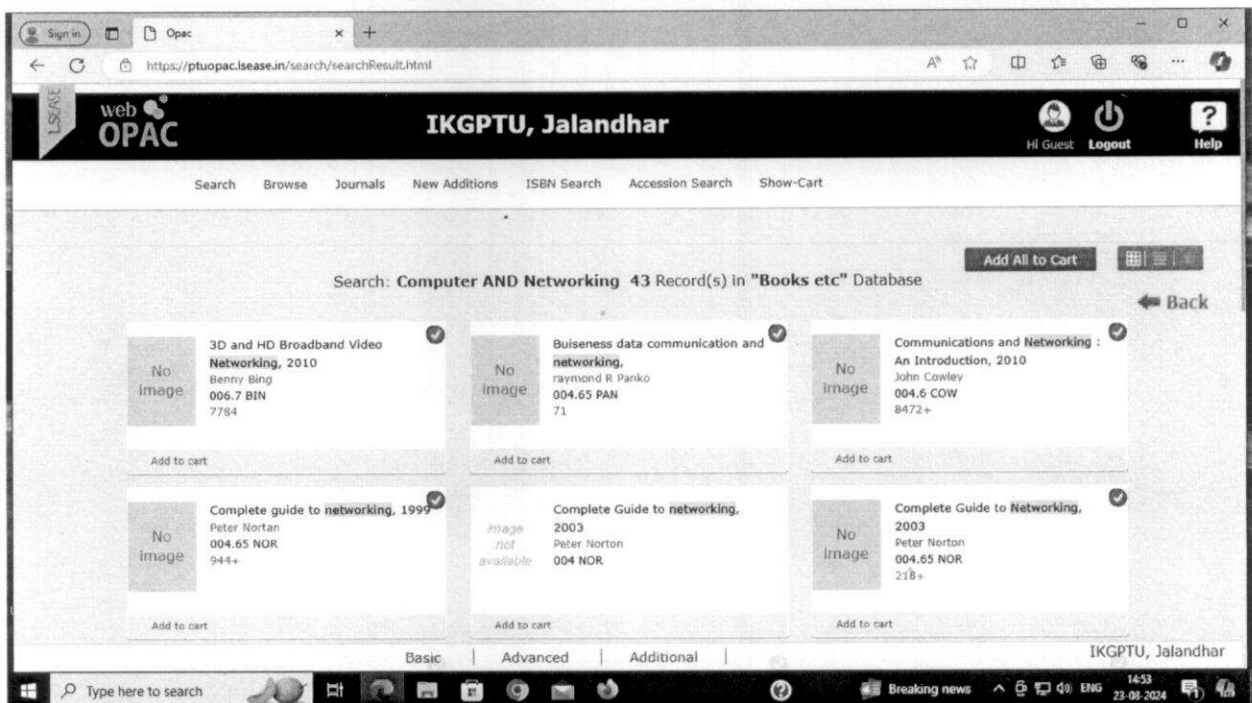 Sign in
Opac
https://ptuopac.lsease.in/search/searchResult.html
LSEASE
web
OPAC
IKGPTU, Jalandhar
Hi Guest
Logout
?
Help
Search Browse Journals New Additions ISBN Search Accession Search Show-Cart
Add All to Cart
Search: Computer AND Networking 43 Record(s) in "Books etc" Database
Back
No
Image
3D and HD Broadband Video
Networking, 2010
Benny Bing
006.7 BIN
7784
Add to cart
No
Image
Buiseness data communication and
networking,
raymond R Panko
004.65 PAN
71
Add to cart
No
Image
Communications and Networking :
An Introduction, 2010
John Cowley
004.6 COW
8472+
Add to cart
No
Image
Complete guide to networking, 1999
Peter Nortan
004.65 NOR
944+
Add to cart
image
not
available
Complete Guide to networking,
2003
Peter Norton
004 NOR
Add to cart
No
Image
Complete Guide to Networking,
2003
Peter Norton
004.65 NOR
218+
Add to cart
Basic | Advanced | Additional |
IKGPTU, Jalandhar
Type here to search
Breaking news
ENG
14:53
23-08-2024